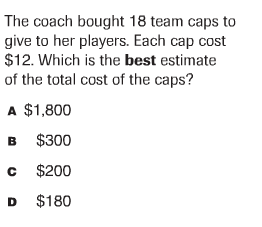 The coach bought 18 team caps to
give to her players. Each cap cost
$12. Which is the best estimate
of the total cost of the caps?
A $1,800
B $300
C $200
D $180